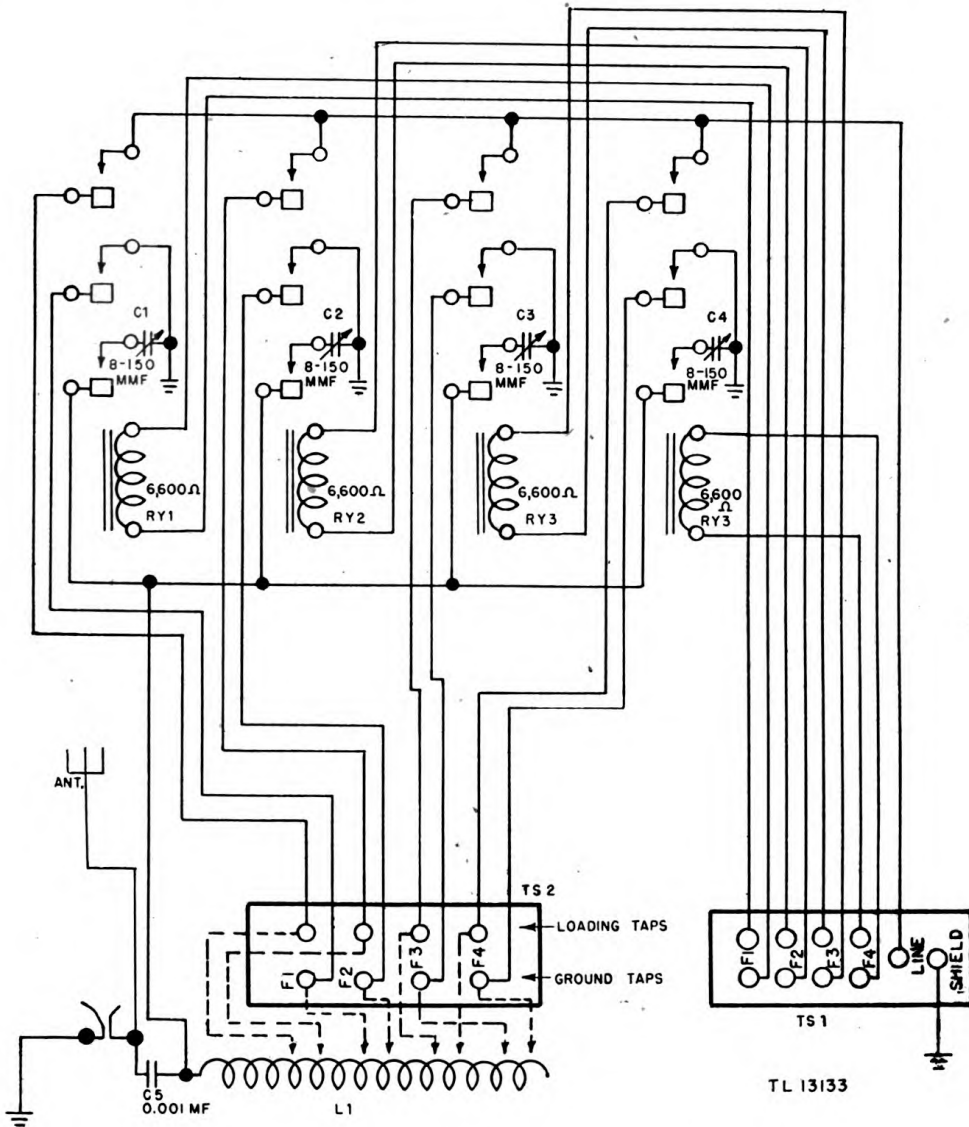 C1
8-150
MMF
C2
8-150
MMF
C3
8-150
MMF
C4
8-150
MMF
6,600Ω
RY1
6,600Ω
RY2
6,600Ω
RY3
6,600
Ω
RY3
ANT.
TS 2
LOADING TAPS
F1
F2
F3
F4
GROUND TAPS
F1
F2
F3
F4
LINE
SHIELD
TS 1
C5
0.001 MF
L1
TL 13133